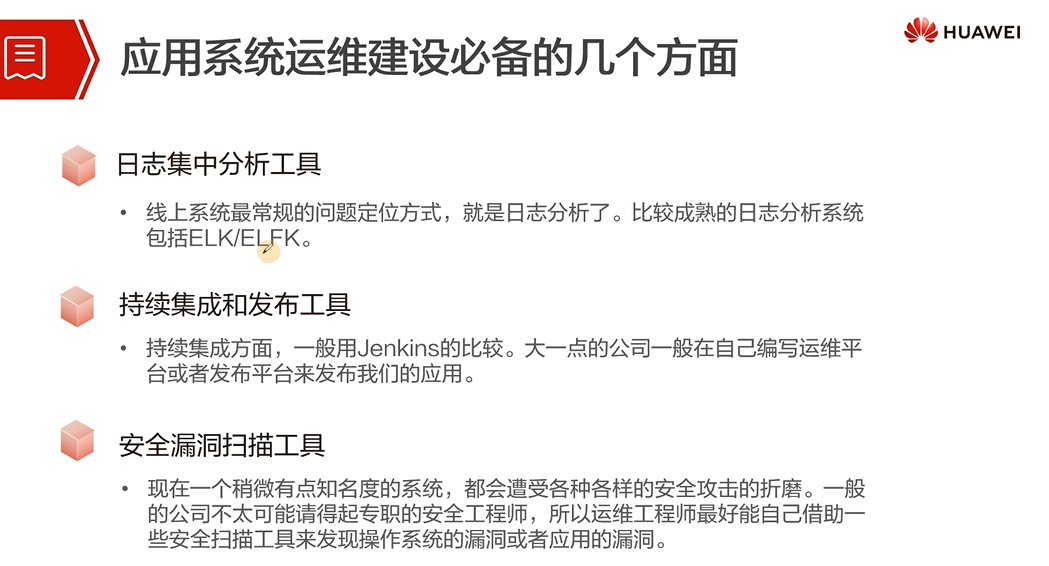 应用系统运维建设必备的几个方面
HUAWEI
日志集中分析工具
• 线上系统最常规的问题定位方式，就是日志分析了。比较成熟的日志分析系统
包括ELK/ELFK。
持续集成和发布工具
• 持续集成方面，一般用Jenkins的比较。大一点的公司一般在自己编写运维平
台或者发布平台来发布我们的应用。
安全漏洞扫描工具
• 现在一个稍微有点知名度的系统，都会遭受各种各样的安全攻击的折磨。一般
的公司不太可能请得起专职的安全工程师，所以运维工程师最好能自己借助一
些安全扫描工具来发现操作系统的漏洞或者应用的漏洞。